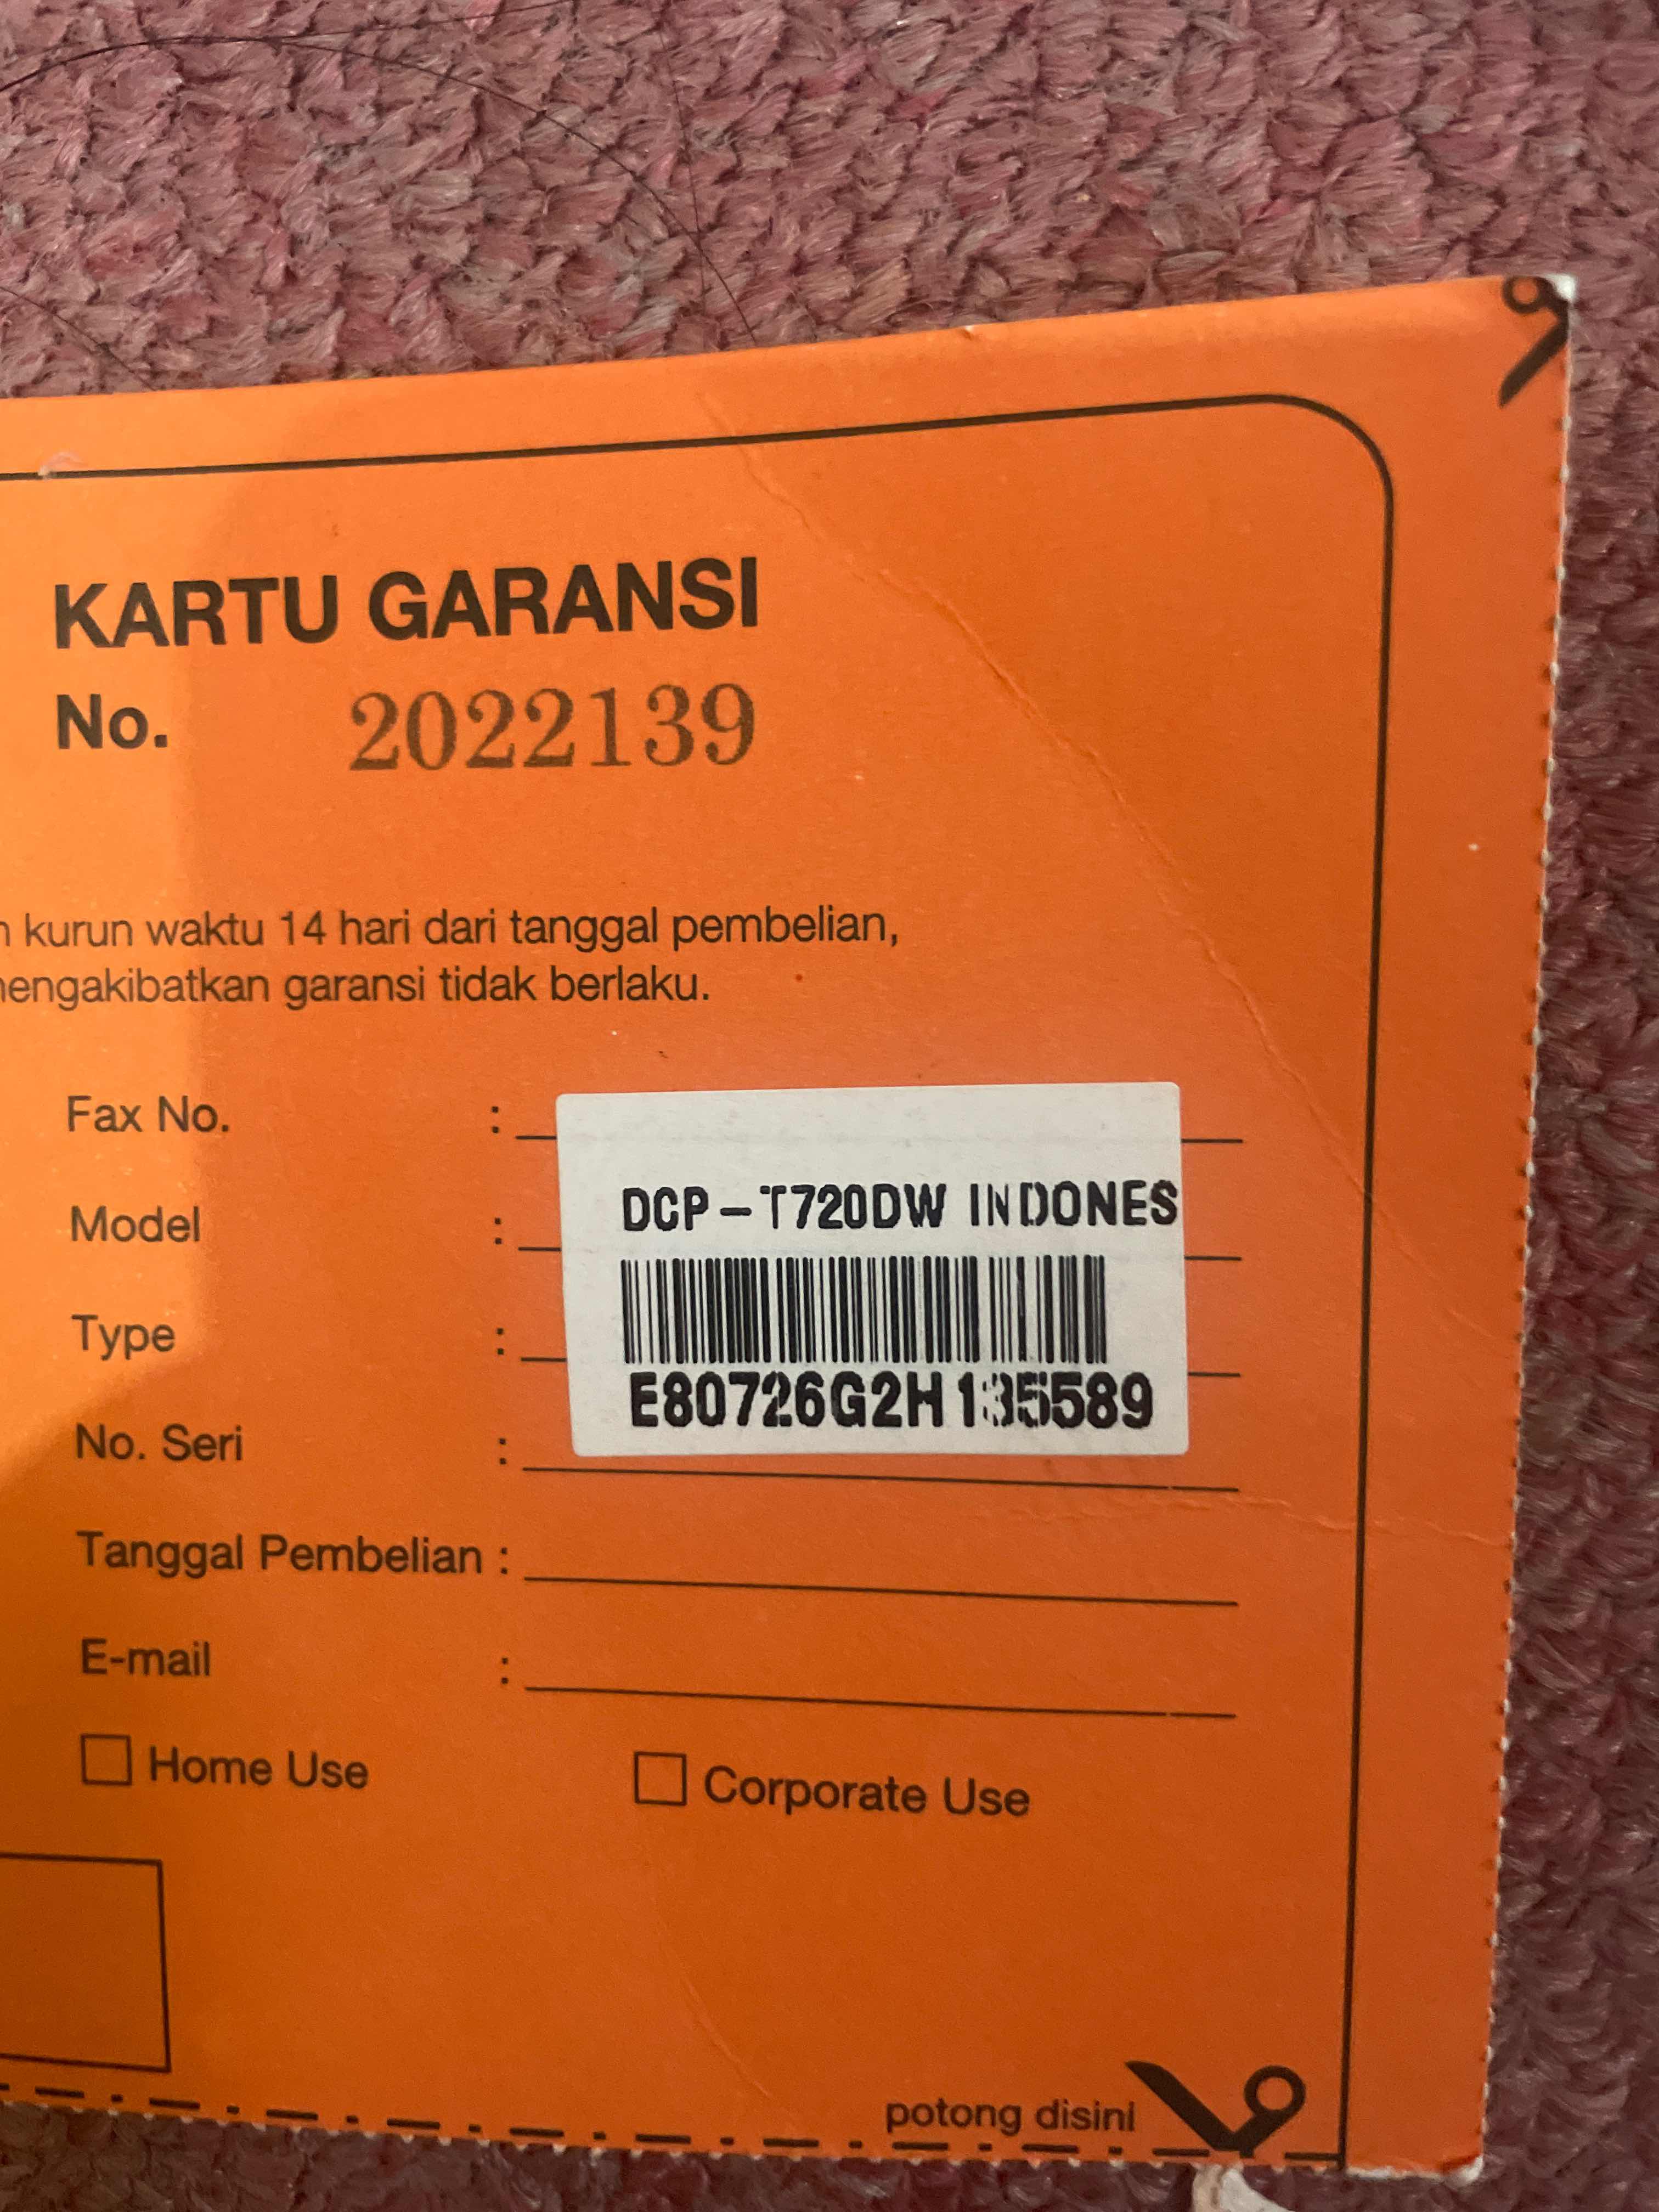 KARTU GARANSI
No. 2022139
kurun waktu 14 hari dari tanggal pembelian,
mengakibatkan garansi tidak berlaku.
Fax No. :
Model :
Type :
No. Seri :
DCP-T720DW INDONES
E80726G2H135589
Tanggal Pembelian :
E-mail :
Home Use
Corporate Use
potong disini